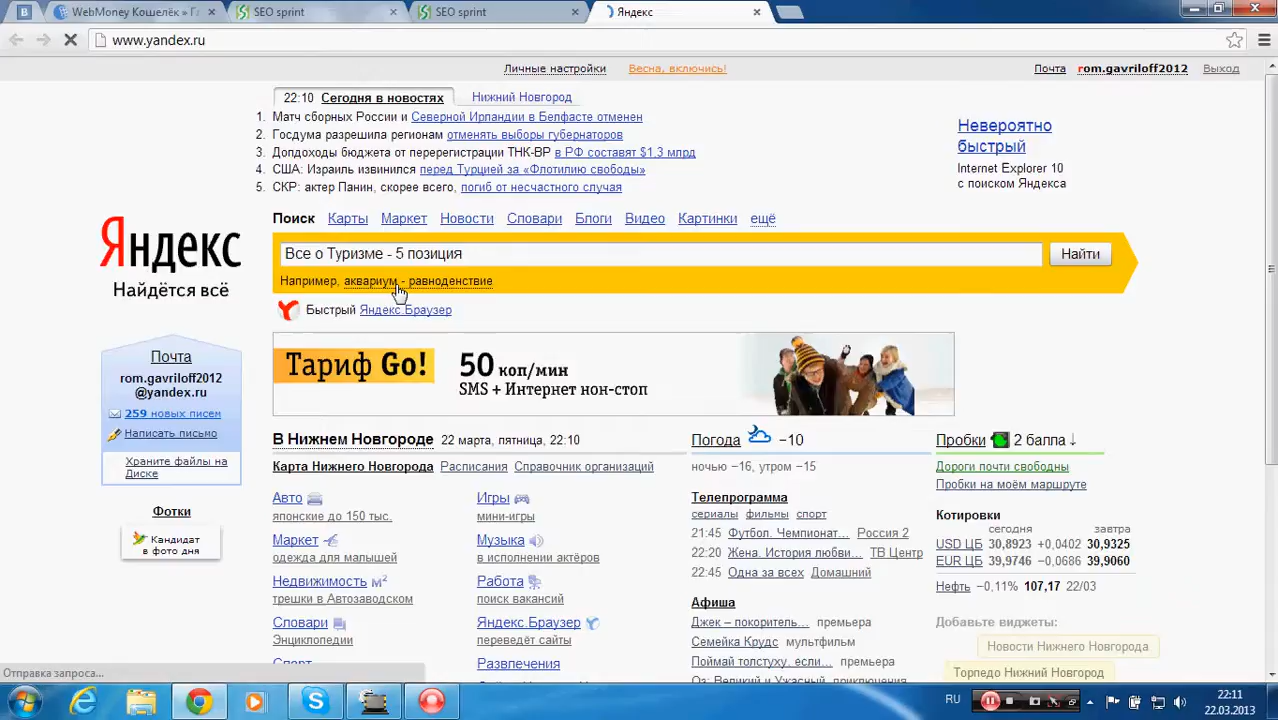 WebMoney Кошелёк » Г
SEO sprint
SEO sprint
Яндекс
www.yandex.ru
Личные настройки
Весна, включись!
Почта
rom.gavriloff2012
Выход
22:10 Сегодня в новостях
Нижний Новгород
1. Матч сборных России и Северной Ирландии в Белфасте отменен
2. Госдума разрешила регионам отменять выборы губернаторов
3. Допдоходы бюджета от перерегистрации ТНК-ВР в РФ составят $1,3 млрд
4. США: Израиль извинился перед Турцией за «Флотилию свободы»
5. СКР: актер Панин, скорее всего, погиб от несчастного случая
Невероятно
быстрый
Internet Explorer 10
с поиском Яндекса
Поиск Карты Маркет Новости Словари Блоги Видео Картинки ещё
Яндекс
Найдётся всё
Все о Туризме - 5 позиция
Найти
Например, аквариум - равноденствие
Быстрый Яндекс.Браузер
Тариф Go!
50 коп/мин
SMS + Интернет нон-стоп
Почта
rom.gavriloff2012
@yandex.ru
259 новых писем
Написать письмо
Храните файлы на
Диске
Фотки
Кандидат
в фото дня
В Нижнем Новгороде 22 марта, пятница, 22:10
Карта Нижнего Новгорода Расписания Справочник организаций
Авто
японские до 150 тыс.
Маркет
одежда для малышей
Недвижимость м²
трешки в Автозаводском
Словари
Энциклопедии
Спорт
Игры
мини-игры
Музыка
в исполнении актёров
Работа
поиск вакансий
Яндекс.Браузер
переведёт сайты
Развлечения
Погода −10
ночью −16, утром −15
Телепрограмма
сериалы фильмы спорт
21:45 Футбол. Чемпионат... Россия 2
22:20 Жена. История любви... ТВ Центр
22:45 Одна за всех Домашний
Афиша
Джек – покоритель... премьера
Семейка Крудс мультфильм
Поймай толстуху, если... премьера
Оз: Великий и Ужасный приключения
Пробки 2 балла ↓
Дороги почти свободны
Пробки на моём маршруте
Котировки сегодня завтра
USD ЦБ 30,8923 +0,0402 30,9325
EUR ЦБ 39,9746 −0,0686 39,9060
Нефть −0,11% 107,17 22/03
Добавьте виджеты:
Новости Нижнего Новгорода
Торпедо Нижний Новгород
Отправка запроса...
RU
22:11
22.03.2013